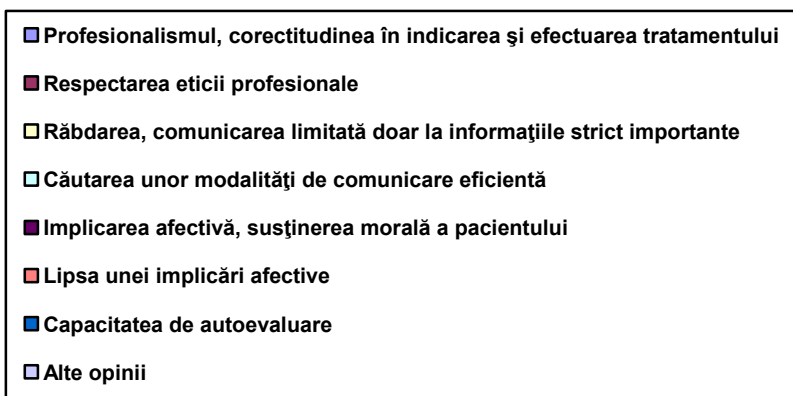 Profesionalismul, corectitudinea în indicarea şi efectuarea tratamentului
Respectarea eticii profesionale
Răbdarea, comunicarea limitată doar la informaţiile strict importante
Căutarea unor modalităţi de comunicare eficientă
Implicarea afectivă, susţinerea morală a pacientului
Lipsa unei implicări afective
Capacitatea de autoevaluare
Alte opinii